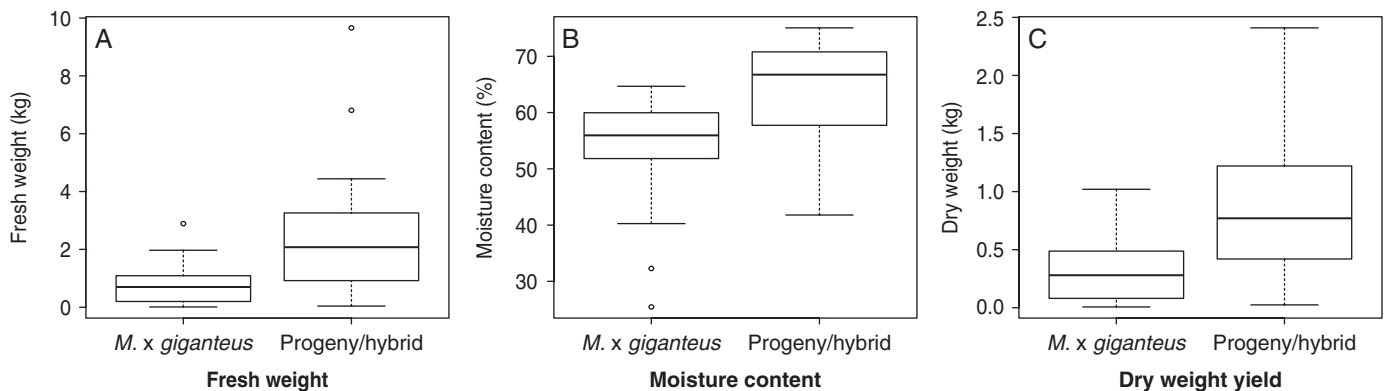 A
Fresh weight (kg)
10
8
6
4
2
0
M. x giganteus Progeny/hybrid
Fresh weight
B
Moisture content (%)
70
60
50
40
30
M. x giganteus Progeny/hybrid
Moisture content
C
Dry weight (kg)
2.5
2.0
1.5
1.0
0.5
0.0
M. x giganteus Progeny/hybrid
Dry weight yield